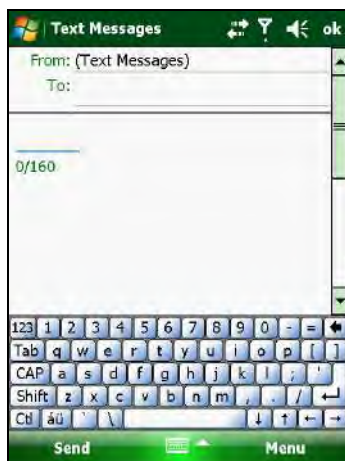 Text Messages ok
From: (Text Messages)
To:
0/160
123 1 2 3 4 5 6 7 8 9 0 - =
Tab q w e r t y u i o p [ ]
CAP a s d f g h j k l ; '
Shift z x c v b n m , . /
Ctl áü ` \
Send Menu